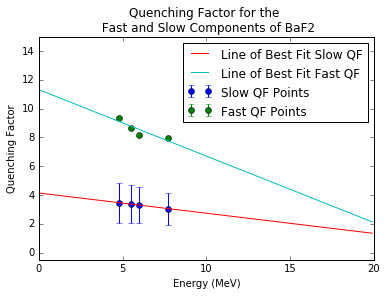 Quenching Factor for the
Fast and Slow Components of BaF2
Line of Best Fit Slow QF
Line of Best Fit Fast QF
Slow QF Points
Fast QF Points
Quenching Factor
14
12
10
8
6
4
2
0
0
5
10
15
20
Energy (MeV)